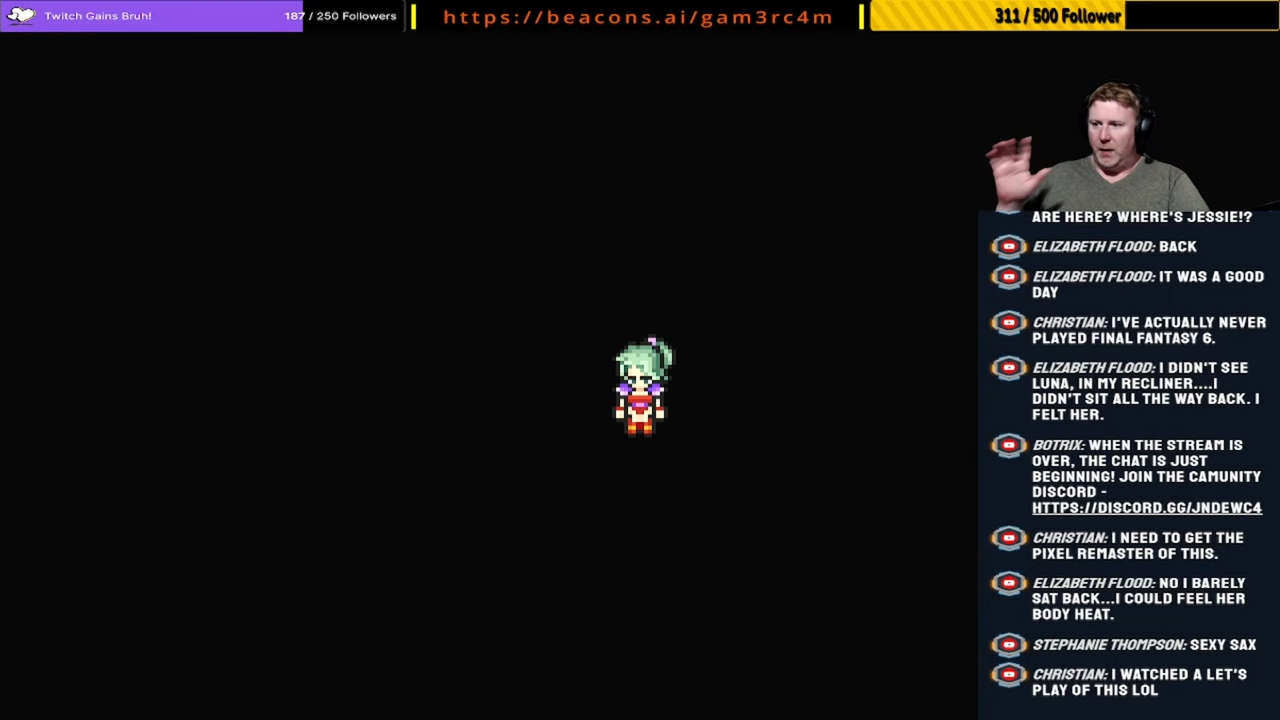 Twitch Gains Bruh!
187 / 250 Followers
https://beacons.ai/gam3rc4m
311 / 500 Follower
ARE HERE? WHERE'S JESSIE!?
ELIZABETH FLOOD: BACK
ELIZABETH FLOOD: IT WAS A GOOD
DAY
CHRISTIAN: I'VE ACTUALLY NEVER
PLAYED FINAL FANTASY 6.
ELIZABETH FLOOD: I DIDN'T SEE
LUNA, IN MY RECLINER....I
DIDN'T SIT ALL THE WAY BACK. I
FELT HER.
BOTRIX: WHEN THE STREAM IS
OVER, THE CHAT IS JUST
BEGINNING! JOIN THE CAMUNITY
DISCORD -
HTTPS://DISCORD.GG/JNDEWC4
CHRISTIAN: I NEED TO GET THE
PIXEL REMASTER OF THIS.
ELIZABETH FLOOD: NO I BARELY
SAT BACK...I COULD FEEL HER
BODY HEAT.
STEPHANIE THOMPSON: SEXY SAX
CHRISTIAN: I WATCHED A LET'S
PLAY OF THIS LOL